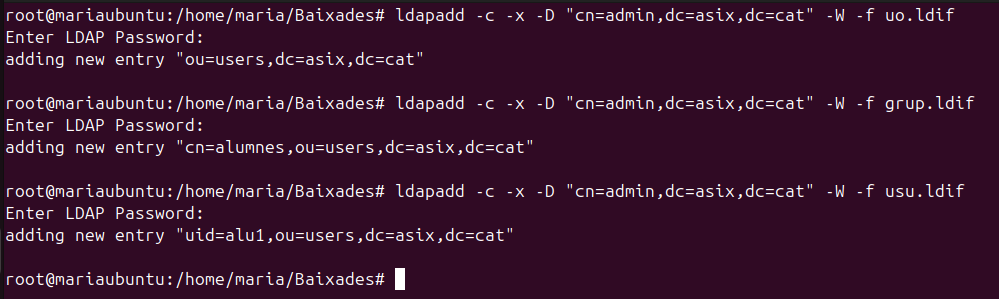 root@mariaubuntu:/home/maria/Baixades# ldapadd -c -x -D "cn=admin,dc=asix,dc=cat" -W -f uo.ldif
Enter LDAP Password:
adding new entry "ou=users,dc=asix,dc=cat"
root@mariaubuntu:/home/maria/Baixades# ldapadd -c -x -D "cn=admin,dc=asix,dc=cat" -W -f grup.ldif
Enter LDAP Password:
adding new entry "cn=alumnes,ou=users,dc=asix,dc=cat"
root@mariaubuntu:/home/maria/Baixades# ldapadd -c -x -D "cn=admin,dc=asix,dc=cat" -W -f usu.ldif
Enter LDAP Password:
adding new entry "uid=alu1,ou=users,dc=asix,dc=cat"
root@mariaubuntu:/home/maria/Baixades#